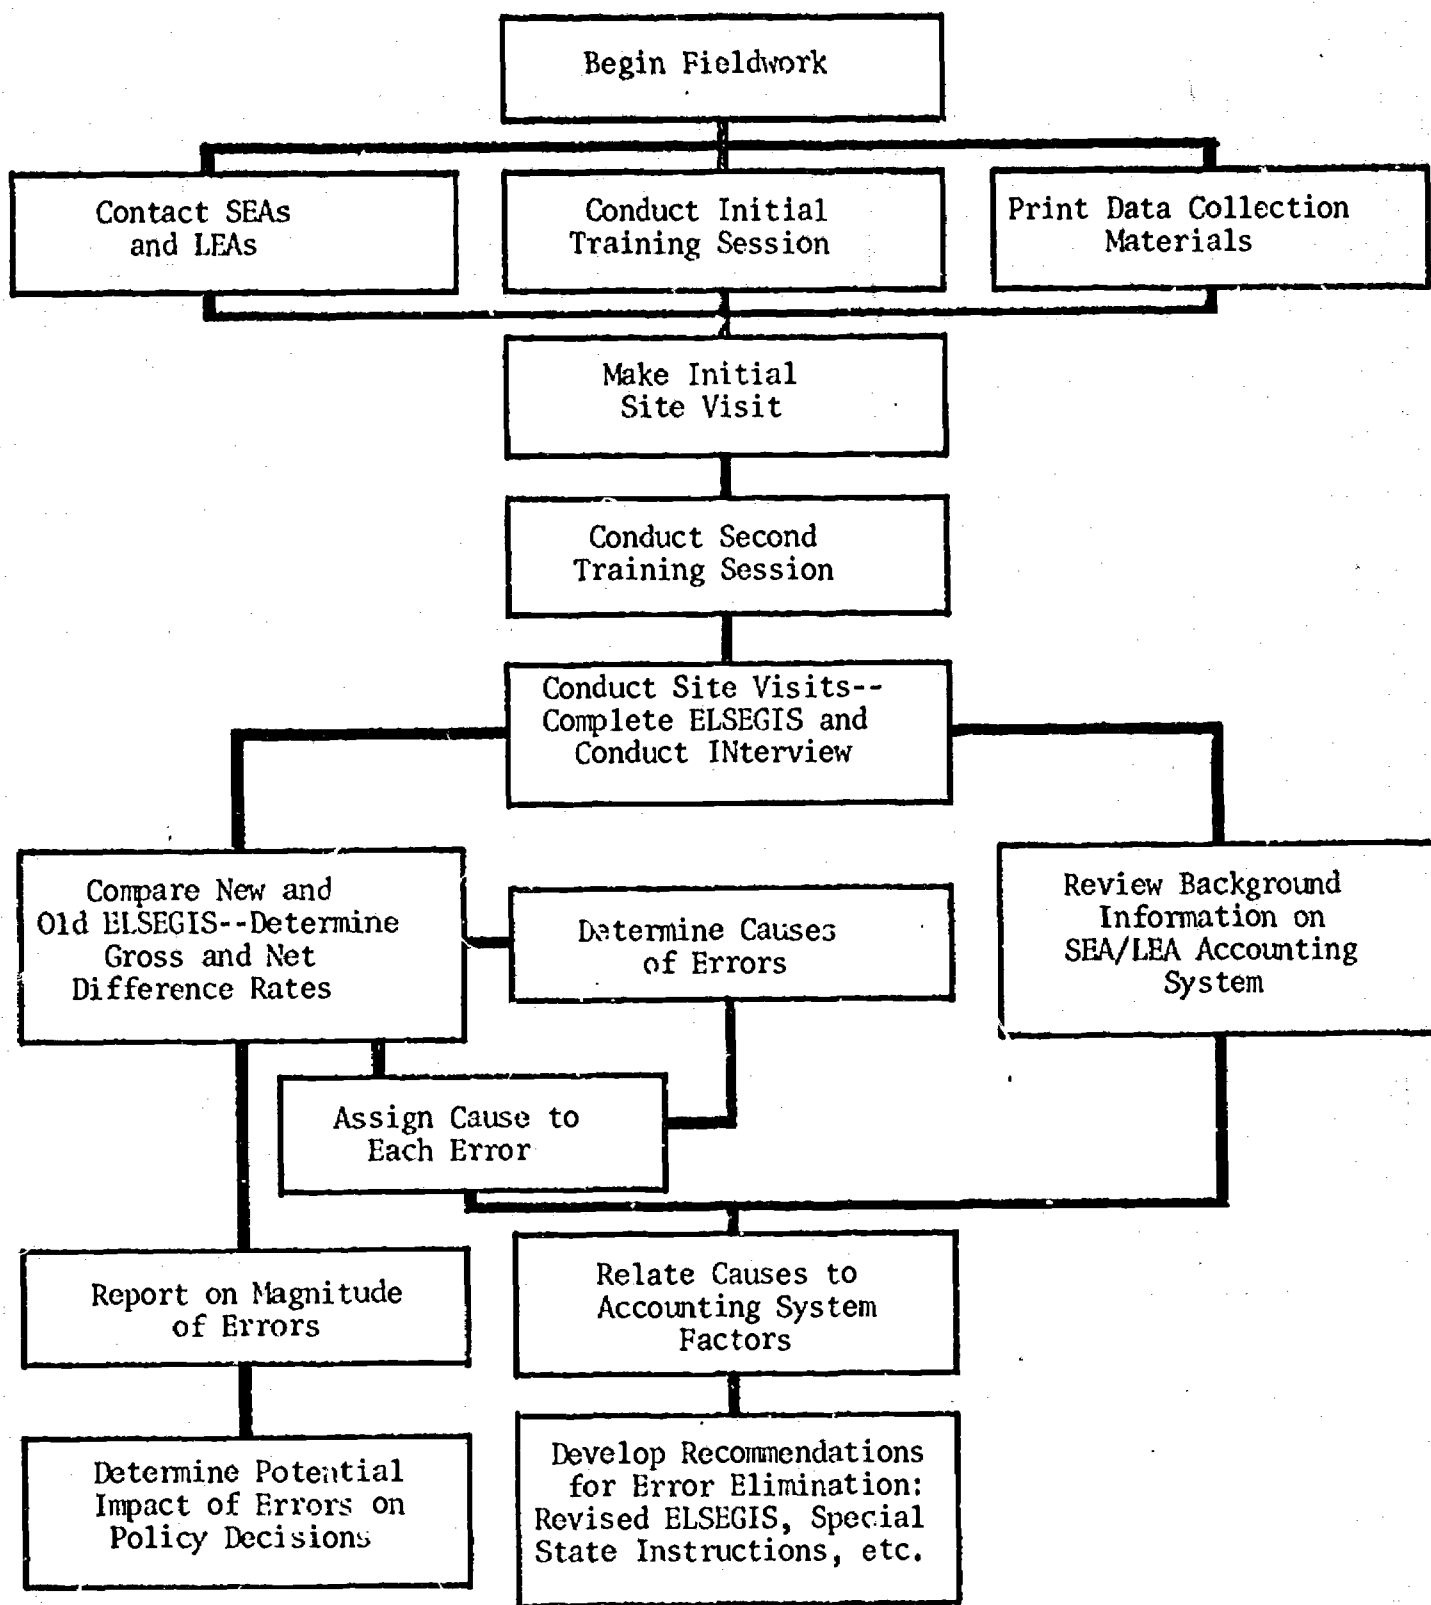 Begin Fieldwork
Contact SEAs
and LEAs
Conduct Initial
Training Session
Print Data Collection
Materials
Make Initial
Site Visit
Conduct Second
Training Session
Conduct Site Visits--
Complete ELSEGIS and
Conduct INterview
Compare New and
Old ELSEGIS--Determine
Gross and Net
Difference Rates
Determine Causes
of Errors
Review Background
Information on
SEA/LEA Accounting
System
Assign Cause to
Each Error
Report on Magnitude
of Errors
Relate Causes to
Accounting System
Factors
Determine Potential
Impact of Errors on
Policy Decisions
Develop Recommendations
for Error Elimination:
Revised ELSEGIS, Special
State Instructions, etc.